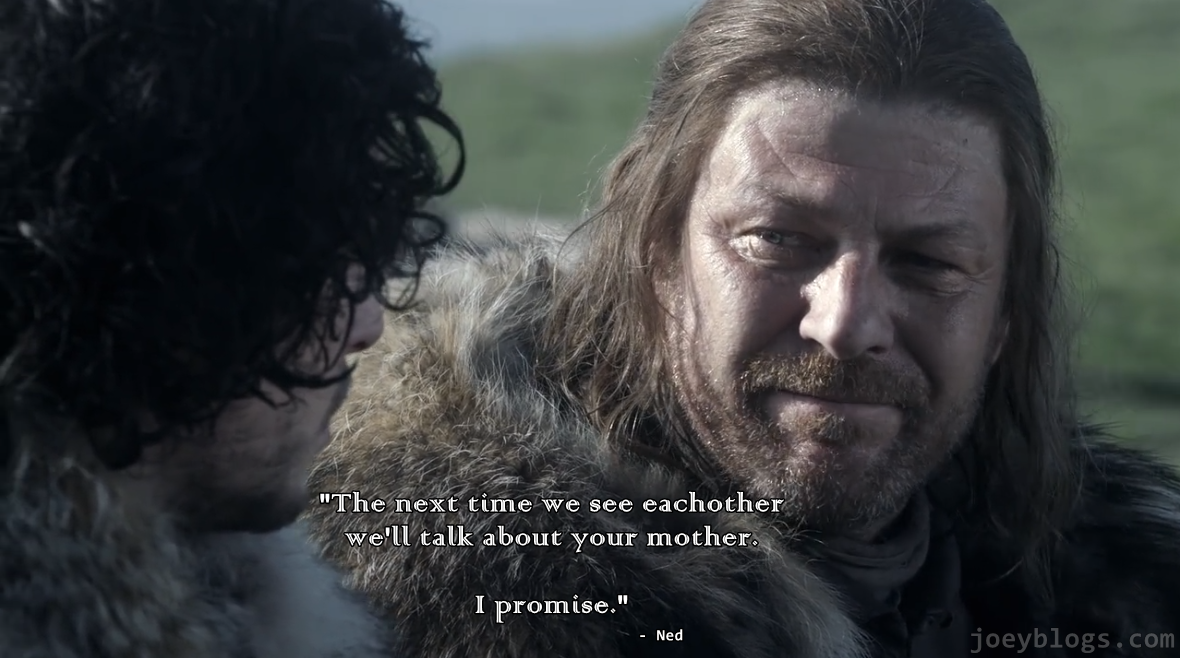 "The next time we see eachother
we'll talk about your mother.
I promise."
- Ned
joeyblogs.com